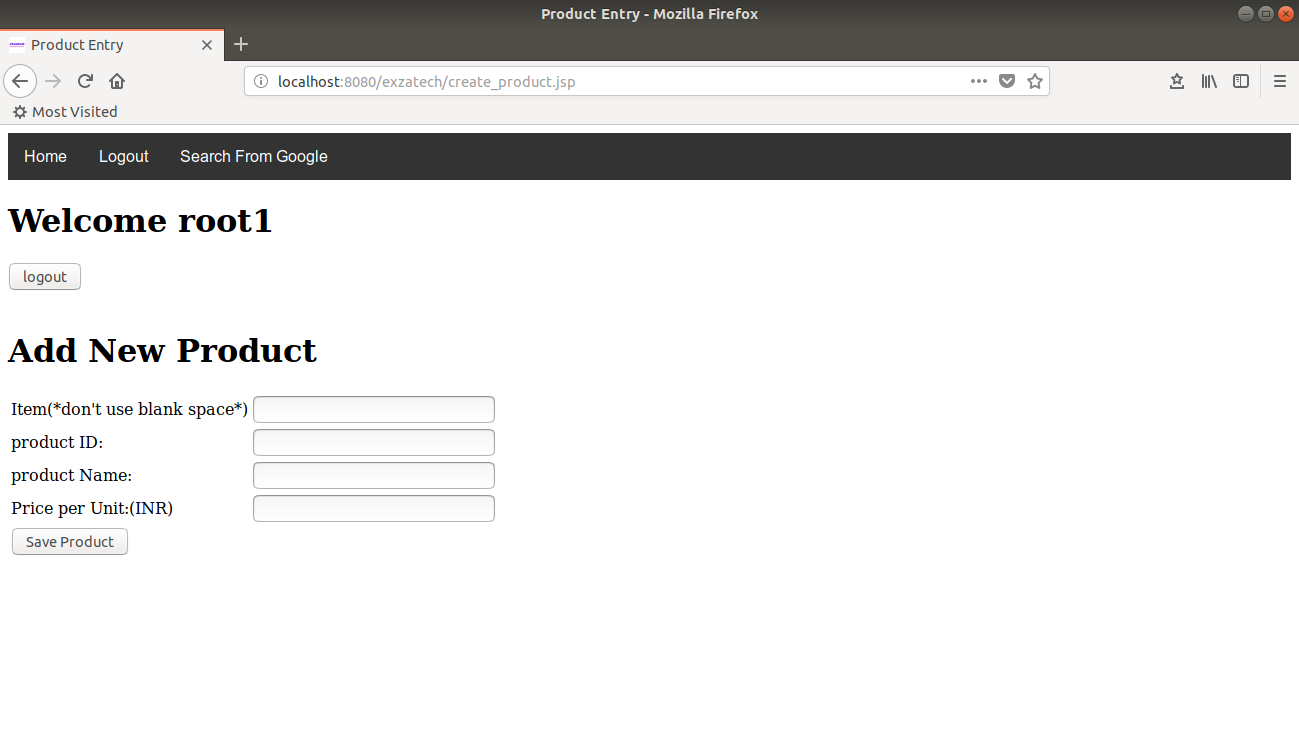 Product Entry - Mozilla Firefox
Product Entry
localhost:8080/exzatech/create_product.jsp
Most Visited
Home Logout Search From Google
Welcome root1
logout
Add New Product
Item(*don't use blank space*)
product ID:
product Name:
Price per Unit:(INR)
Save Product